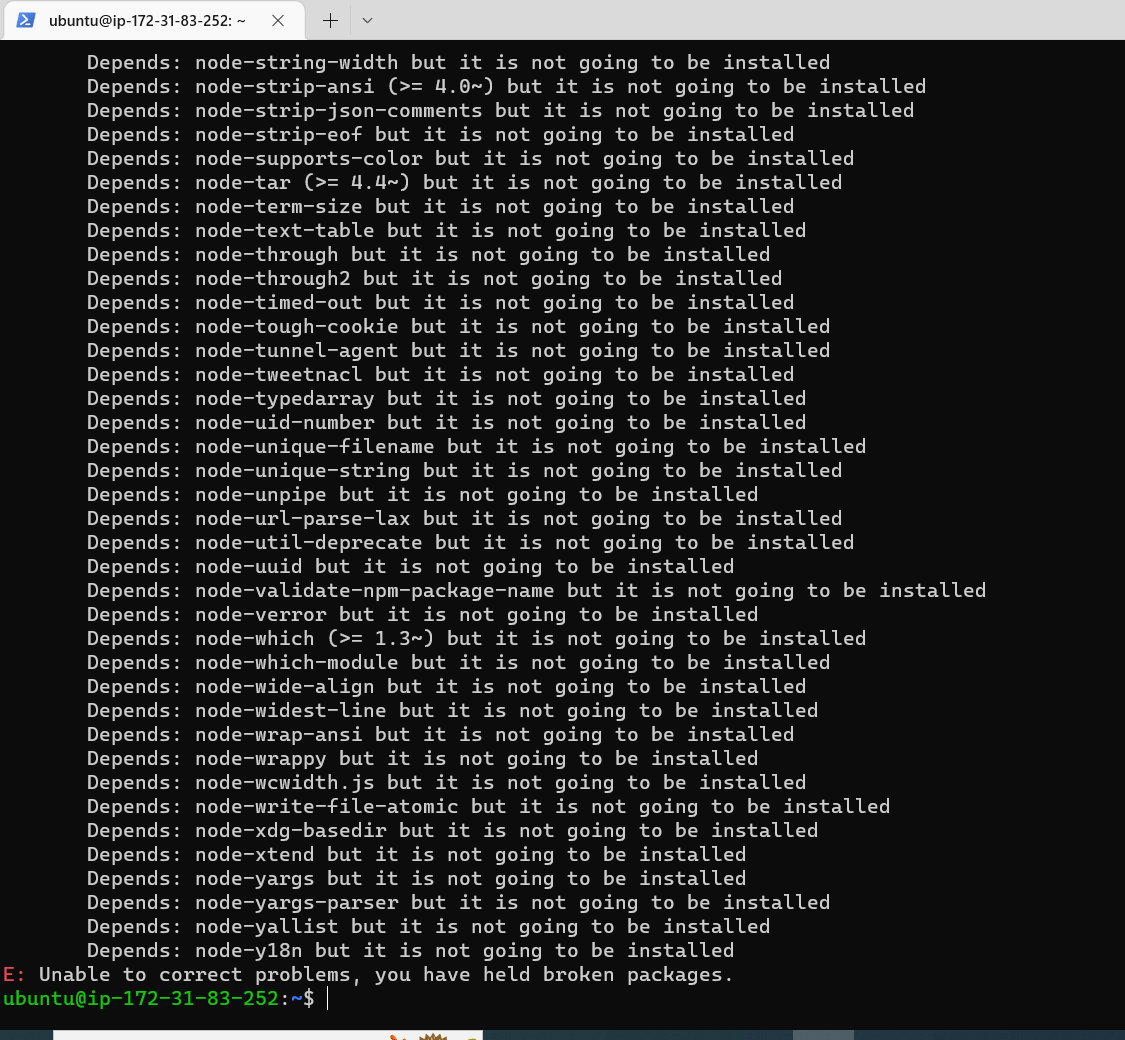 ubuntu@ip-172-31-83-252: ~
Depends: node-string-width but it is not going to be installed
Depends: node-strip-ansi (>= 4.0~) but it is not going to be installed
Depends: node-strip-json-comments but it is not going to be installed
Depends: node-strip-eof but it is not going to be installed
Depends: node-supports-color but it is not going to be installed
Depends: node-tar (>= 4.4~) but it is not going to be installed
Depends: node-term-size but it is not going to be installed
Depends: node-text-table but it is not going to be installed
Depends: node-through but it is not going to be installed
Depends: node-through2 but it is not going to be installed
Depends: node-timed-out but it is not going to be installed
Depends: node-tough-cookie but it is not going to be installed
Depends: node-tunnel-agent but it is not going to be installed
Depends: node-tweetnacl but it is not going to be installed
Depends: node-typedarray but it is not going to be installed
Depends: node-uid-number but it is not going to be installed
Depends: node-unique-filename but it is not going to be installed
Depends: node-unique-string but it is not going to be installed
Depends: node-unpipe but it is not going to be installed
Depends: node-url-parse-lax but it is not going to be installed
Depends: node-util-deprecate but it is not going to be installed
Depends: node-uuid but it is not going to be installed
Depends: node-validate-npm-package-name but it is not going to be installed
Depends: node-verror but it is not going to be installed
Depends: node-which (>= 1.3~) but it is not going to be installed
Depends: node-which-module but it is not going to be installed
Depends: node-wide-align but it is not going to be installed
Depends: node-widest-line but it is not going to be installed
Depends: node-wrap-ansi but it is not going to be installed
Depends: node-wrappy but it is not going to be installed
Depends: node-wcwidth.js but it is not going to be installed
Depends: node-write-file-atomic but it is not going to be installed
Depends: node-xdg-basedir but it is not going to be installed
Depends: node-xtend but it is not going to be installed
Depends: node-yargs but it is not going to be installed
Depends: node-yargs-parser but it is not going to be installed
Depends: node-yallist but it is not going to be installed
Depends: node-y18n but it is not going to be installed
E: Unable to correct problems, you have held broken packages.
ubuntu@ip-172-31-83-252:~$